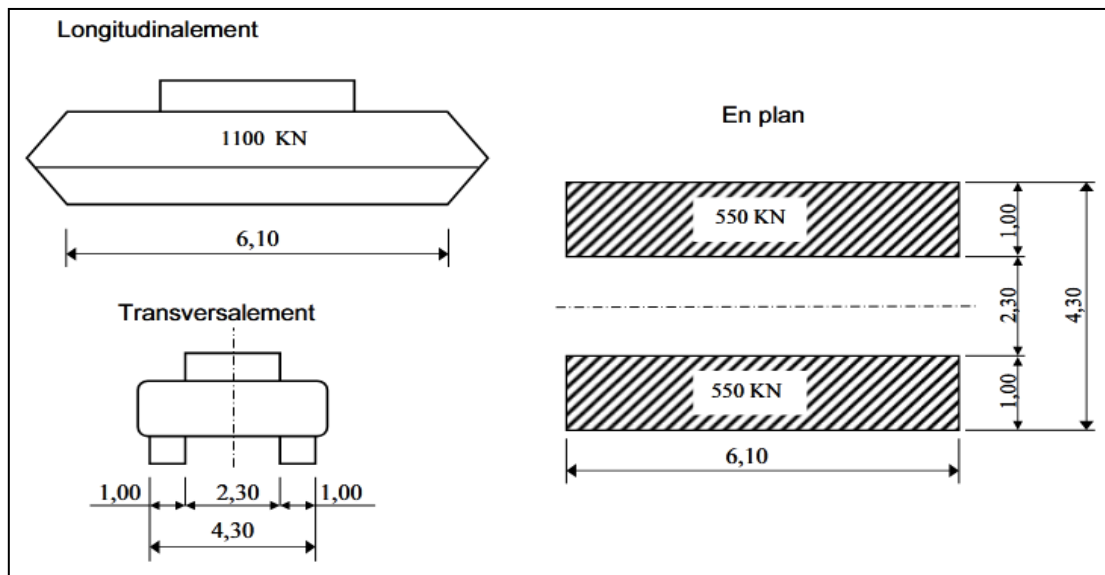 Longitudinalement
1100 KN
6,10
Transversalement
1,00 2,30 1,00
4,30
En plan
550 KN
1,00
2,30
4,30
550 KN
1,00
6,10